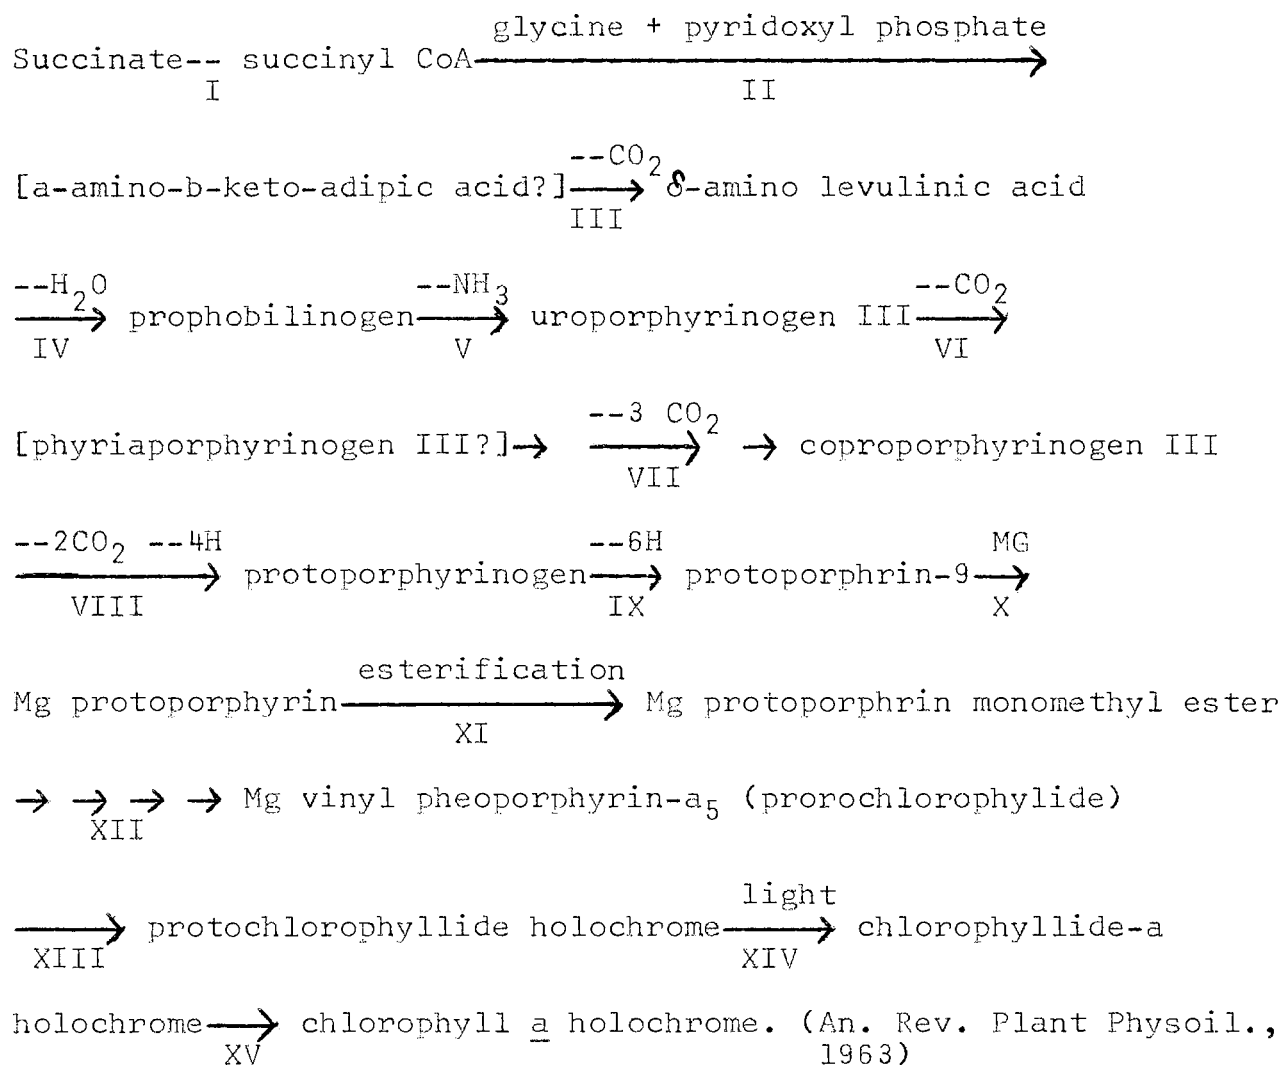 glycine + pyridoxyl phosphate
Succinate-- succinyl CoA⟶
I II
[a-amino-b-keto-adipic acid?] --CO₂→ δ-amino levulinic acid
III
--H₂O→ prophobilinogen --NH₃→ uroporphyrinogen III --CO₂→
IV V VI
[phyriaporphyrinogen III?]→ --3 CO₂→ → coproporphyrinogen III
VII
--2CO₂ --4H→ protoporphyrinogen --6H→ protoporphrin-9 MG→
VIII IX X
esterification
Mg protoporphyrin⟶ Mg protoporphrin monomethyl ester
XI
→ → → → Mg vinyl pheoporphyrin-a₅ (prorochlorophylide)
XII
light
⟶ protochlorophyllide holochrome⟶ chlorophyllide-a
XIII XIV
holochrome⟶ chlorophyll a holochrome. (An. Rev. Plant Physoil.,
XV 1963)